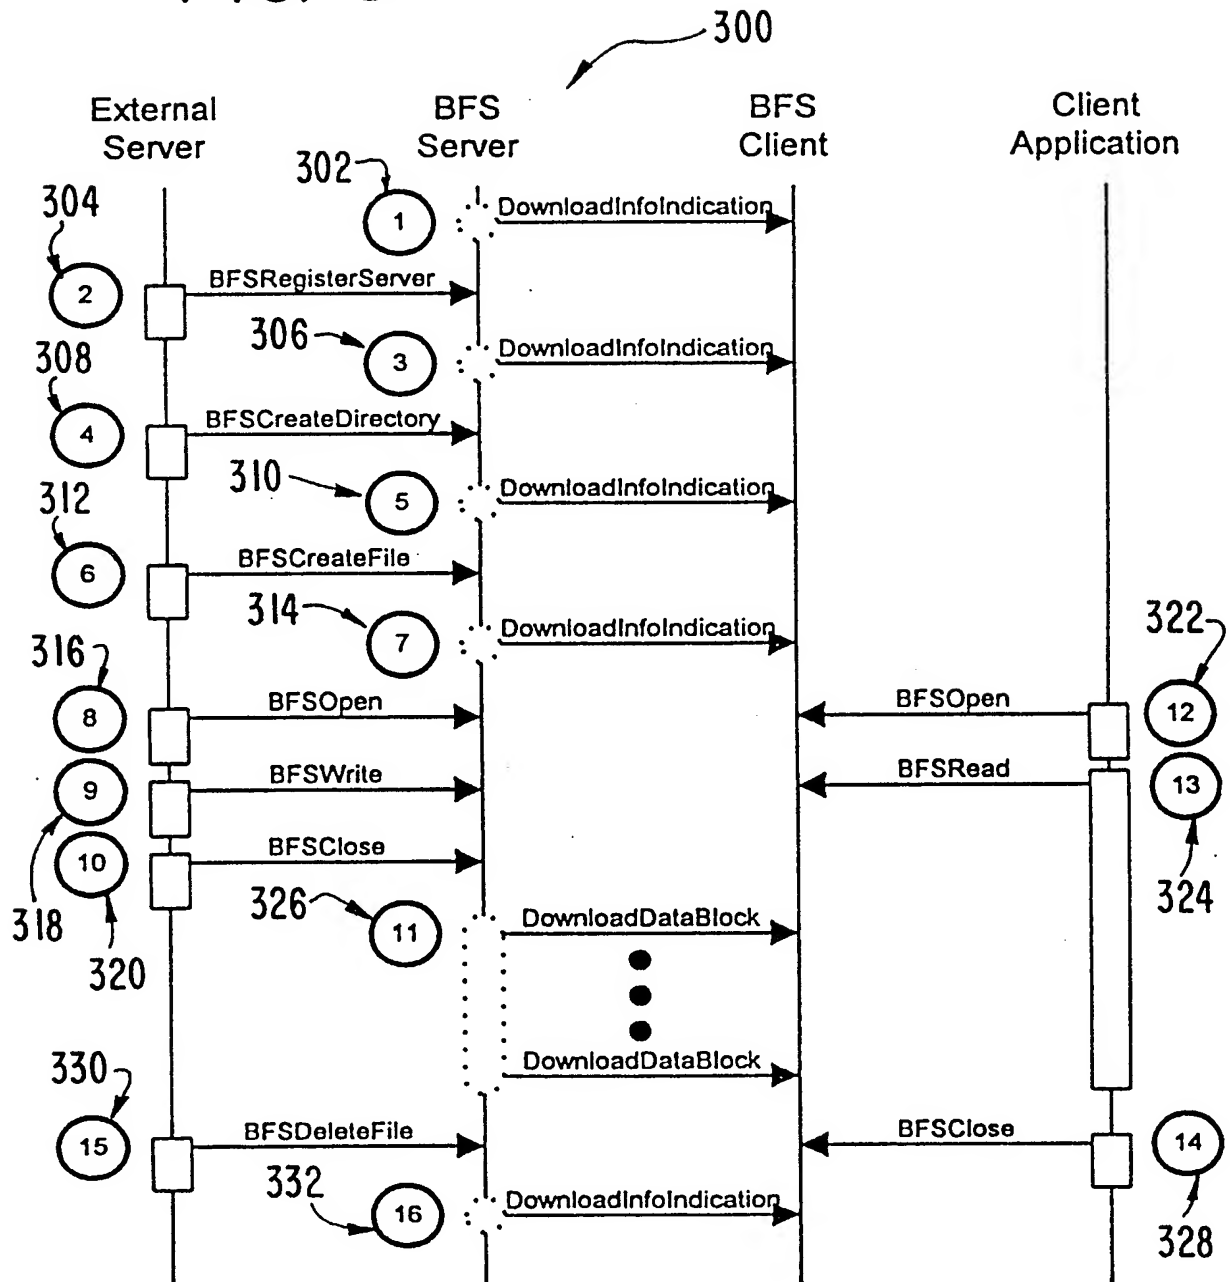 300
External Server
BFS Server
BFS Client
Client Application
302
1
DownloadInfoIndication
304
2
BFSRegisterServer
306
3
DownloadInfoIndication
308
4
BFSCreateDirectory
310
5
DownloadInfoIndication
312
6
BFSCreateFile
314
7
DownloadInfoIndication
316
8
BFSOpen
BFSOpen
322
12
9
BFSWrite
BFSRead
13
318
10
BFSClose
324
320
326
11
DownloadDataBlock
DownloadDataBlock
330
15
BFSDeleteFile
BFSClose
14
332
16
DownloadInfoIndication
328